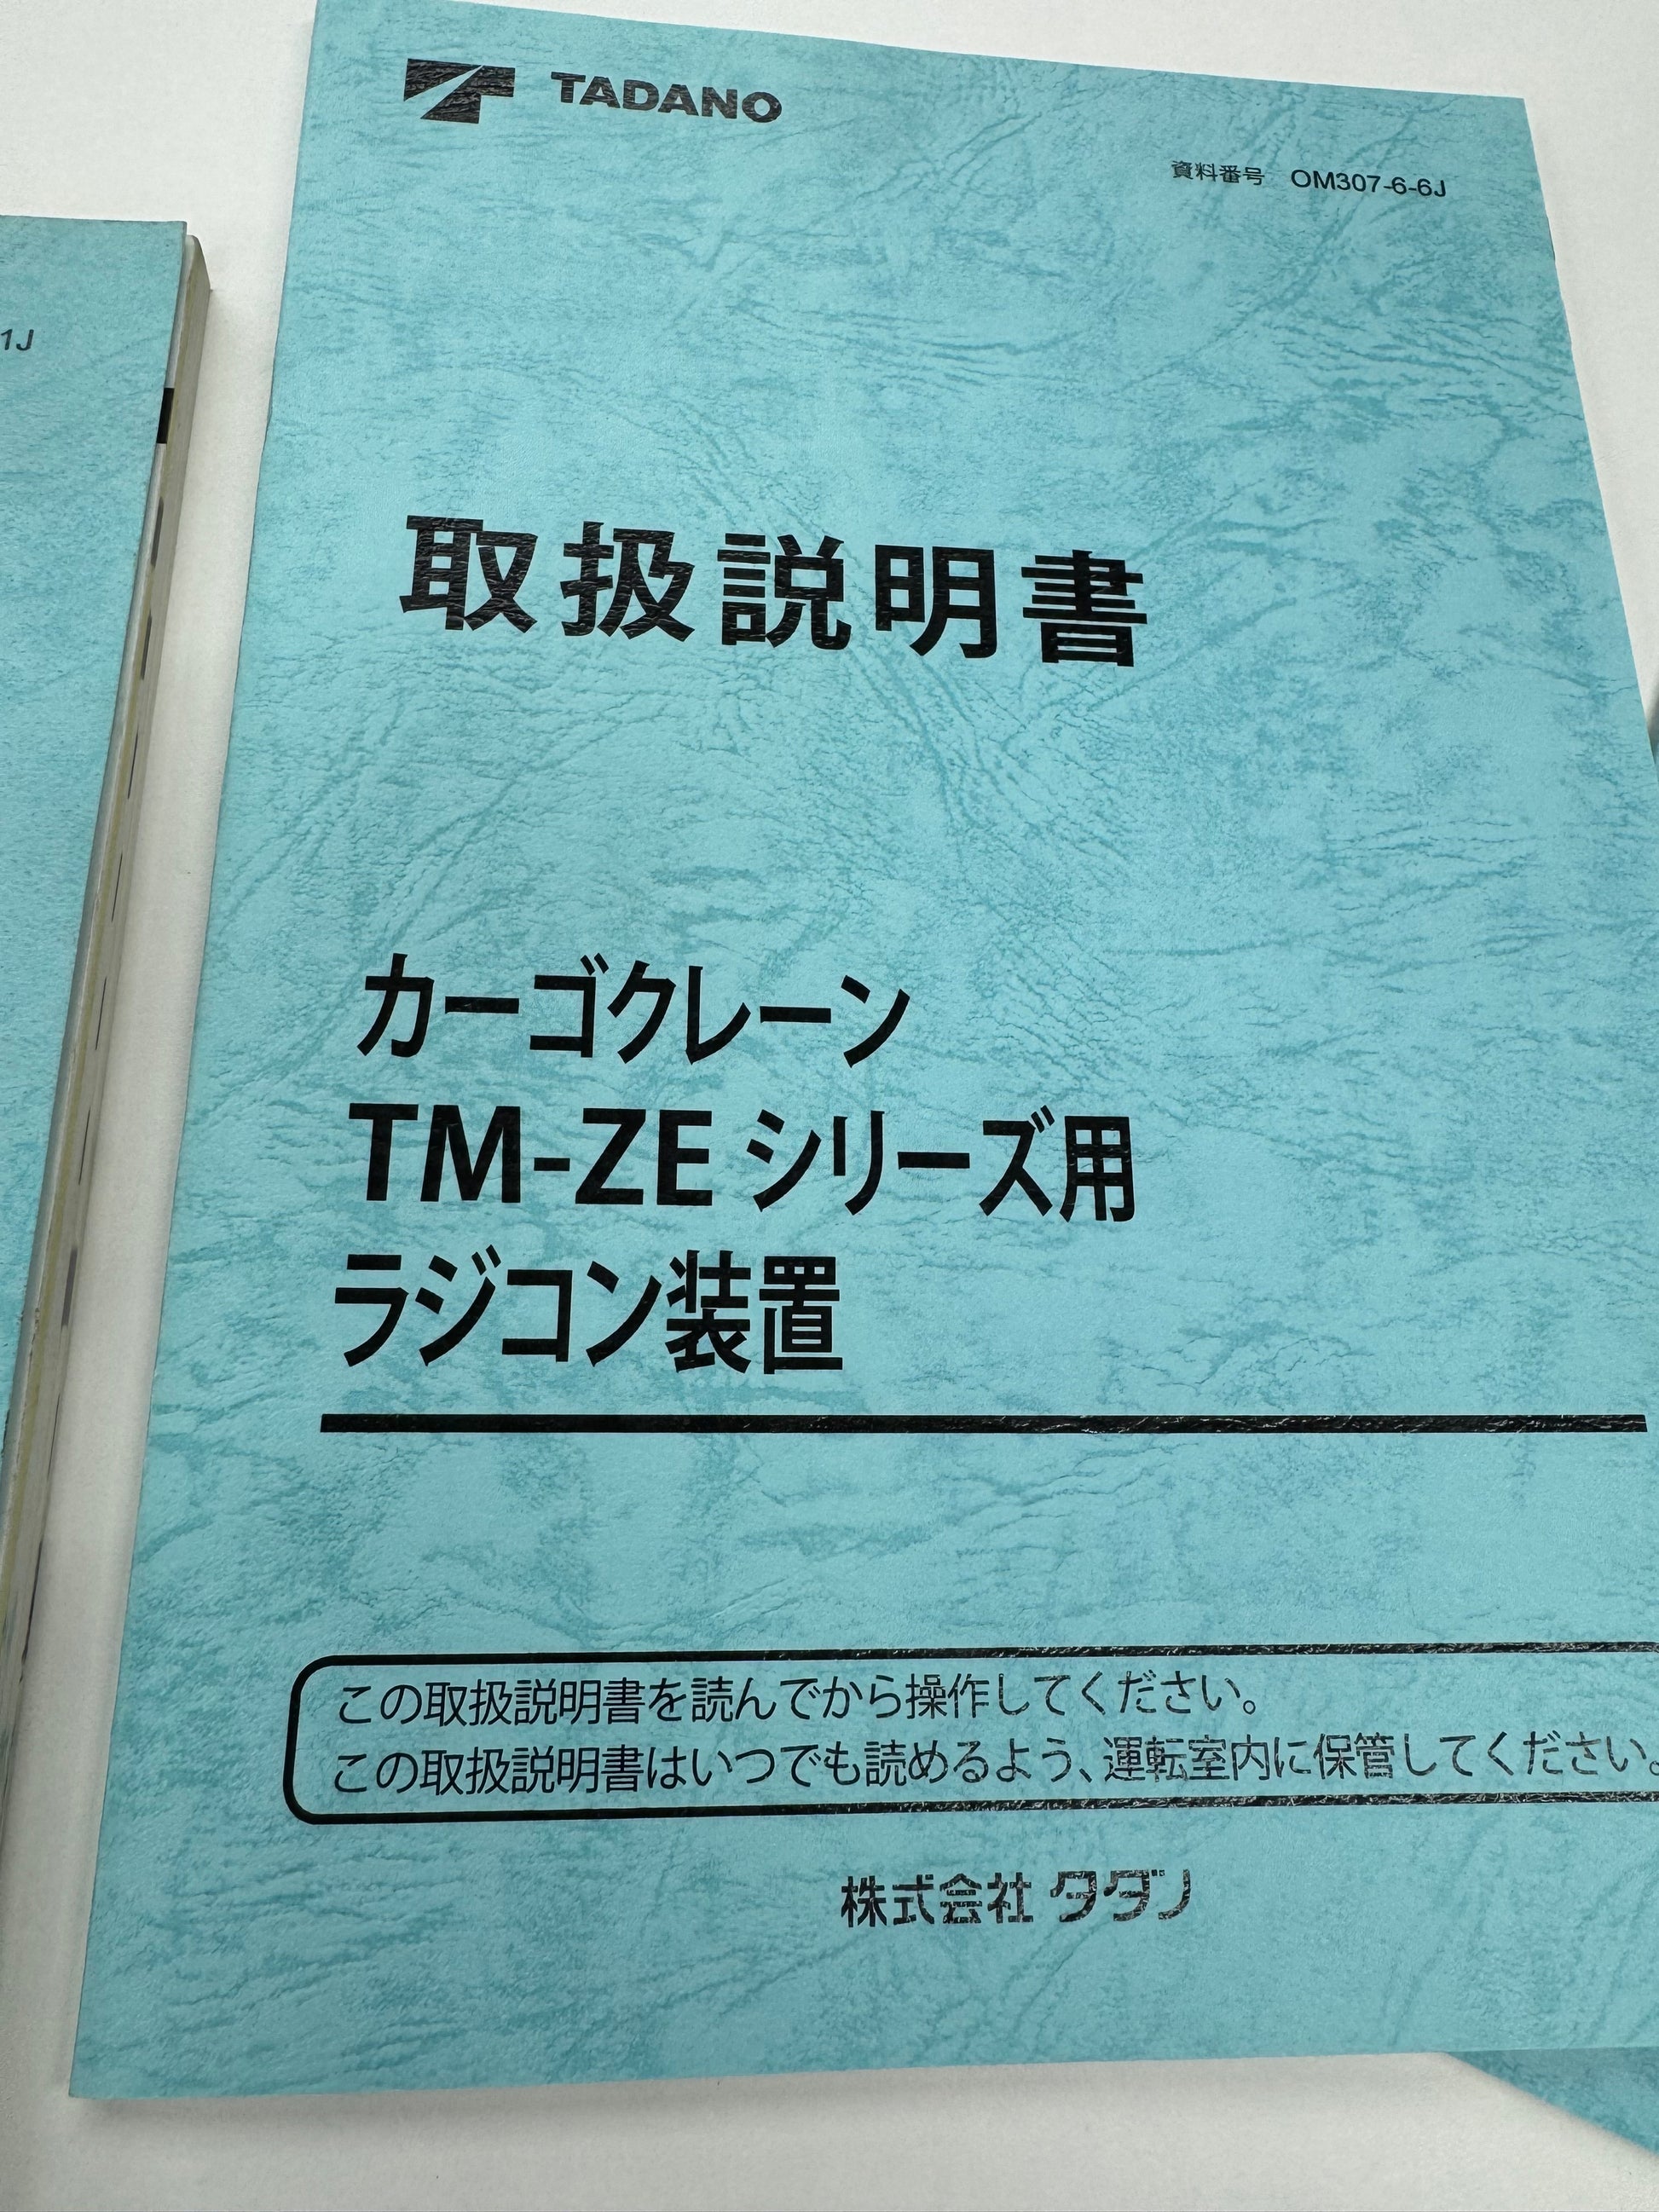 TADANO
資料番号 OM307-6-6J
1J
取扱説明書
カーゴクレーン
TM-ZE シリーズ用
ラジコン装置
この取扱説明書を読んでから操作してください。
この取扱説明書はいつでも読めるよう、運転室内に保管してください。
株式会社 タダノ